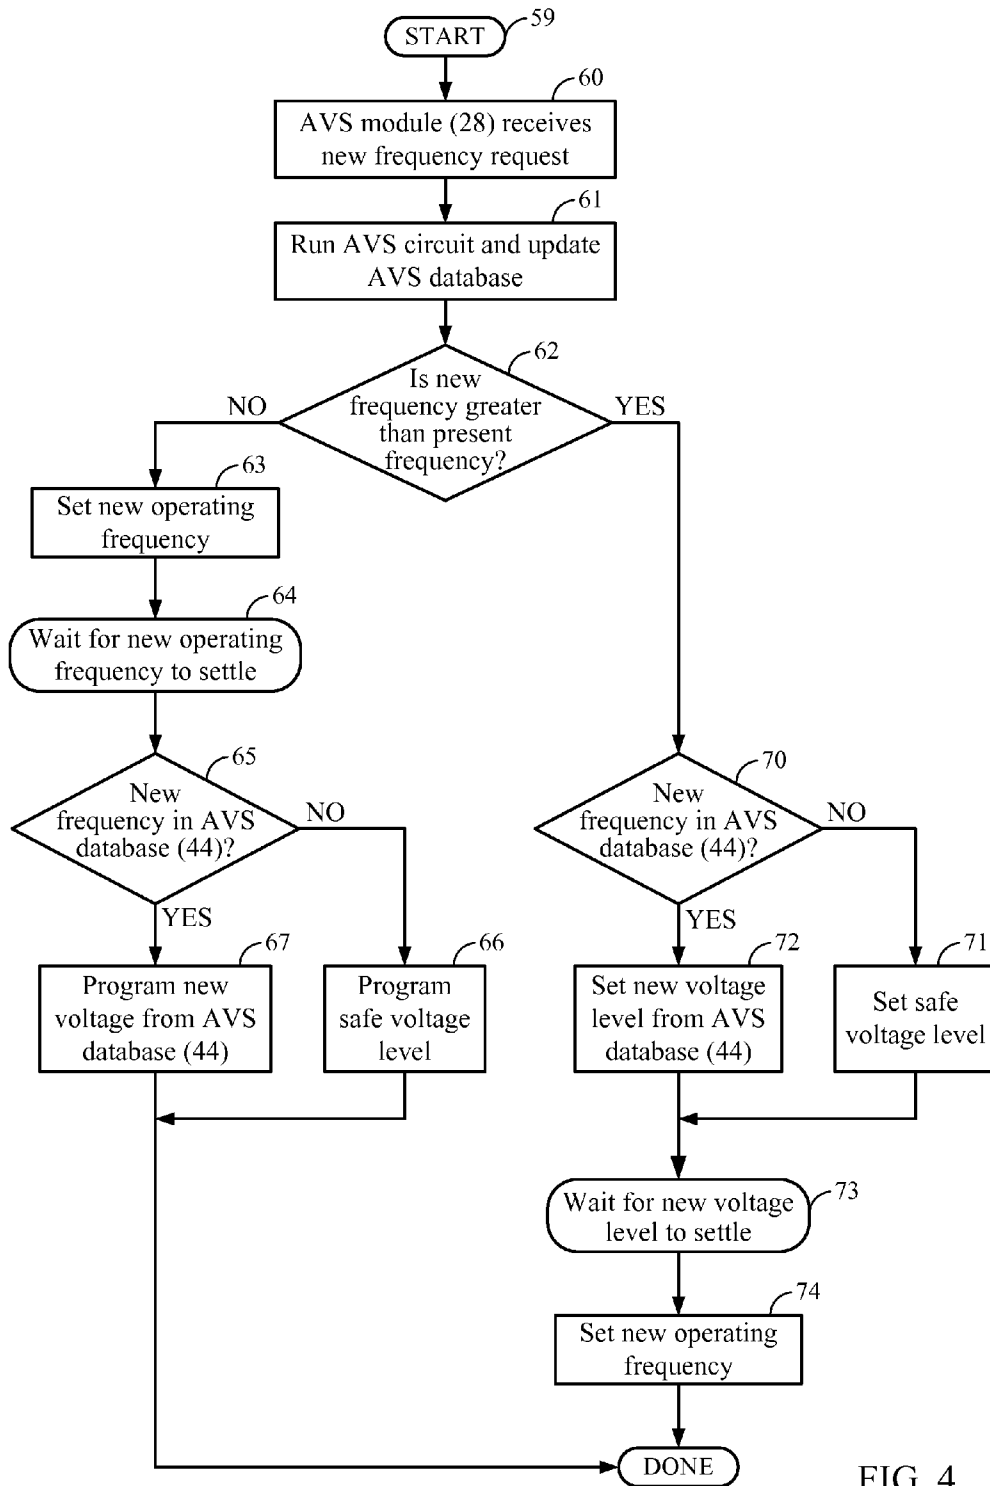 START
59
60
AVS module (28) receives
new frequency request
61
Run AVS circuit and update
AVS database
62
Is new
frequency greater
than present
frequency?
NO
YES
63
Set new operating
frequency
64
Wait for new operating
frequency to settle
65
New
frequency in AVS
database (44)?
NO
YES
70
New
frequency in AVS
database (44)?
NO
YES
67
Program new
voltage from AVS
database (44)
66
Program
safe voltage
level
72
Set new voltage
level from AVS
database (44)
71
Set safe
voltage level
73
Wait for new voltage
level to settle
74
Set new operating
frequency
DONE
FIG. 4